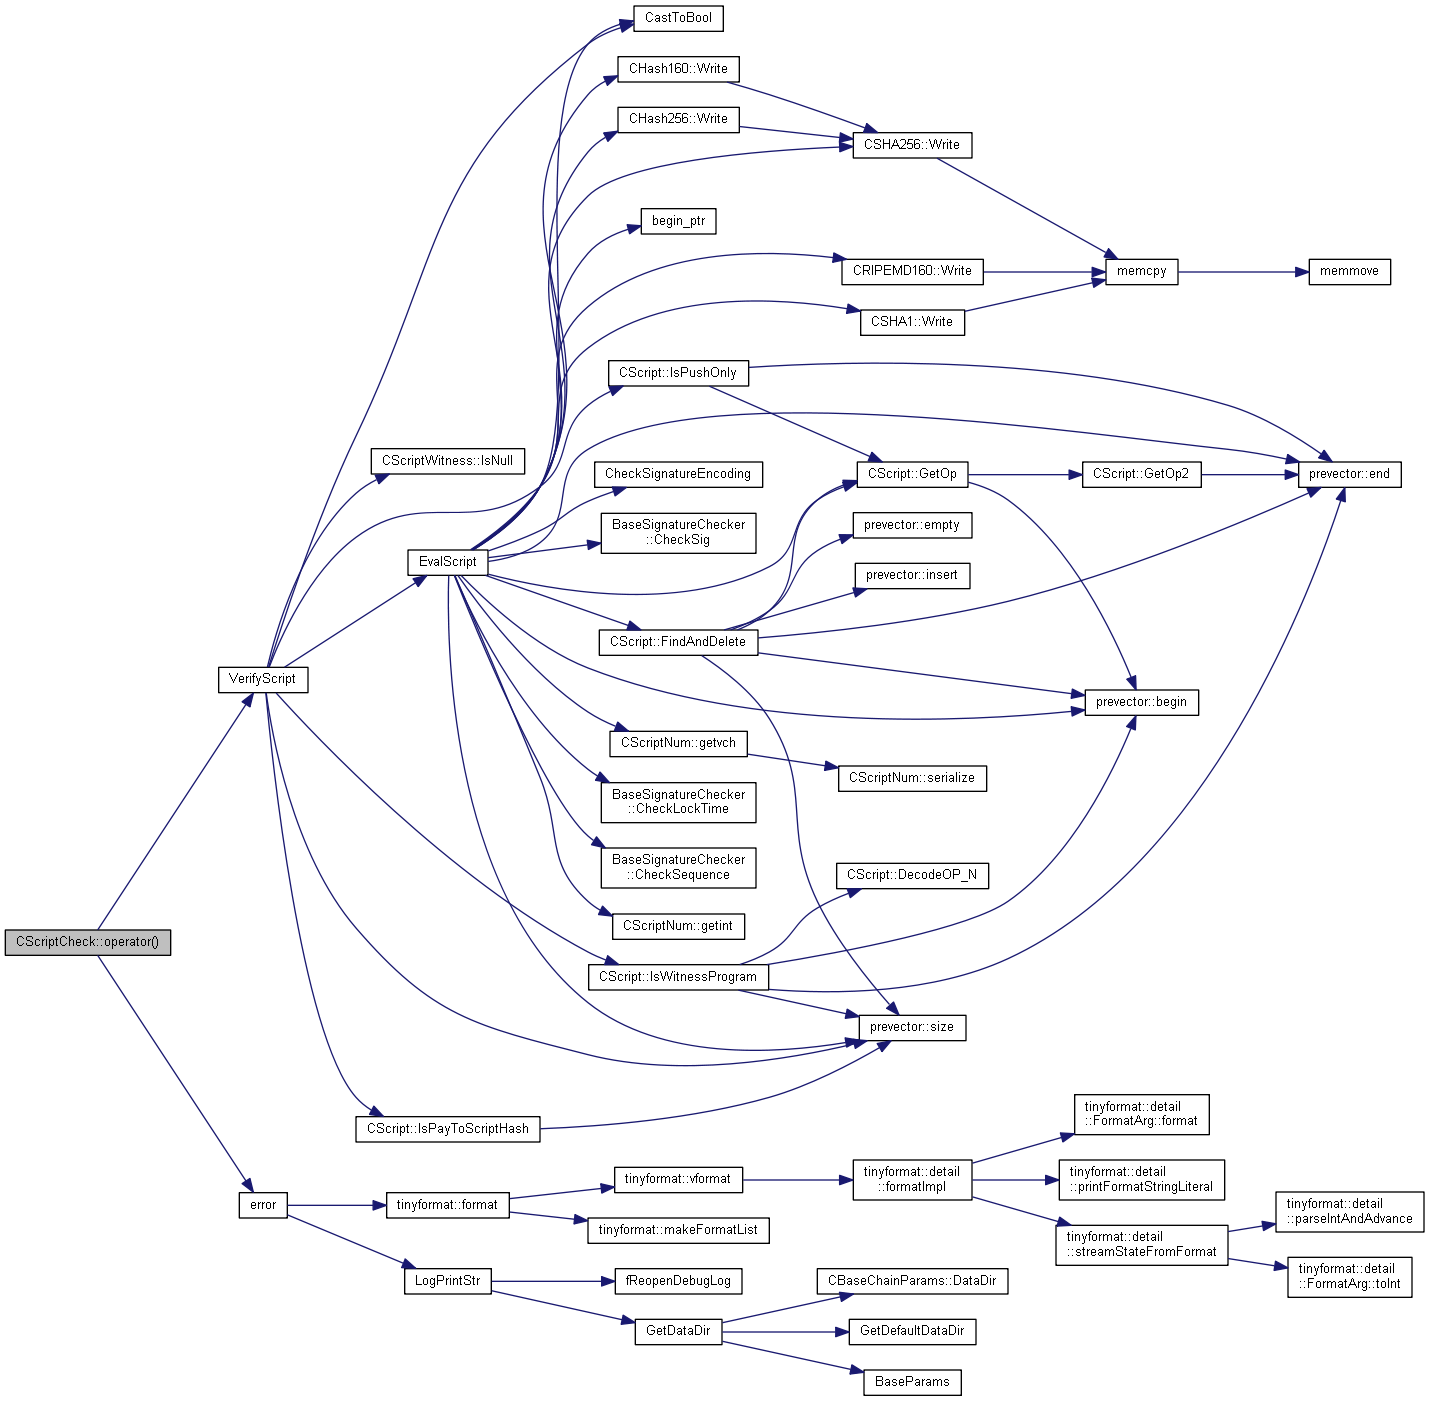 CastToBool
CHash160::Write
CHash256::Write
CSHA256::Write
begin_ptr
CRIPEMD160::Write
memcpy
memmove
CSHA1::Write
CScript::IsPushOnly
CScriptWitness::IsNull
CheckSignatureEncoding
CScript::GetOp
CScript::GetOp2
prevector::end
BaseSignatureChecker
::CheckSig
prevector::empty
EvalScript
prevector::insert
CScript::FindAndDelete
VerifyScript
prevector::begin
CScriptNum::getvch
CScriptNum::serialize
BaseSignatureChecker
::CheckLockTime
BaseSignatureChecker
::CheckSequence
CScript::DecodeOP_N
CScriptNum::getint
CScriptCheck::operator()
CScript::IsWitnessProgram
prevector::size
CScript::IsPayToScriptHash
tinyformat::detail
::FormatArg::format
error
tinyformat::format
tinyformat::vformat
tinyformat::detail
::formatImpl
tinyformat::detail
::printFormatStringLiteral
tinyformat::makeFormatList
tinyformat::detail
::streamStateFromFormat
tinyformat::detail
::parseIntAndAdvance
tinyformat::detail
::FormatArg::toInt
LogPrintStr
fReopenDebugLog
CBaseChainParams::DataDir
GetDataDir
GetDefaultDataDir
BaseParams